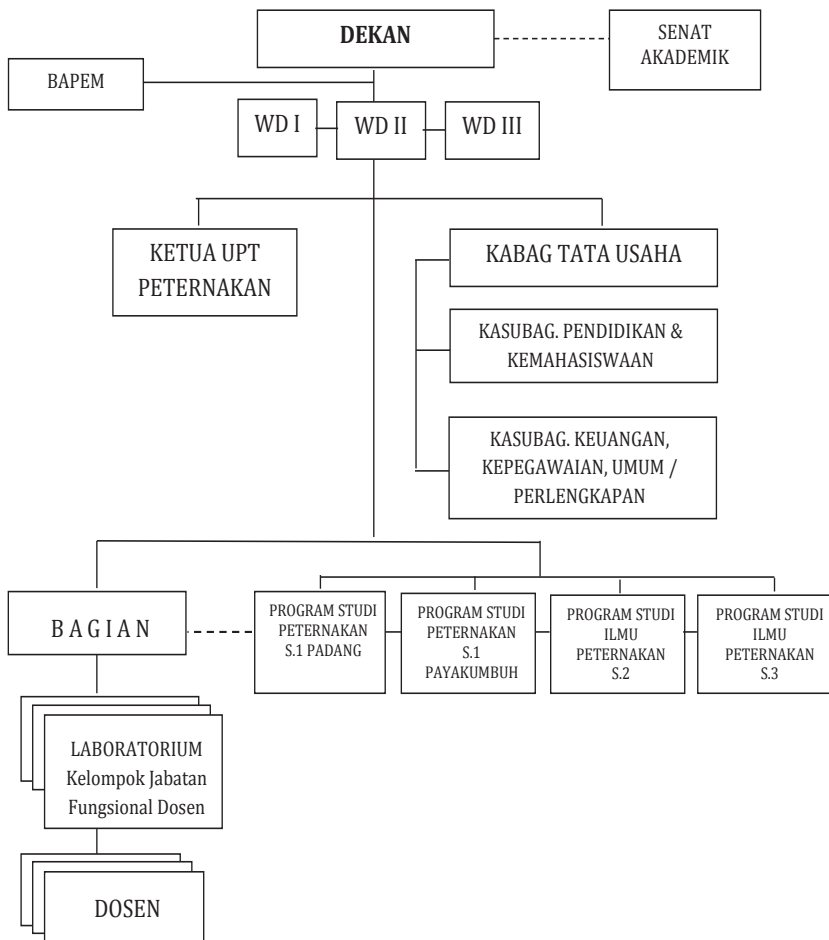 DEKAN
SENAT
AKADEMIK
BAPEM
WD I
WD II
WD III
KETUA UPT
PETERNAKAN
KABAG TATA USAHA
KASUBAG. PENDIDIKAN &
KEMAHASISWAAN
KASUBAG. KEUANGAN,
KEPEGAWAIAN, UMUM /
PERLENGKAPAN
BAGIAN
PROGRAM STUDI
PETERNAKAN
S.1 PADANG
PROGRAM STUDI
PETERNAKAN
S.1
PAYAKUMBUH
PROGRAM STUDI
ILMU
PETERNAKAN
S.2
PROGRAM STUDI
ILMU
PETERNAKAN
S.3
LABORATORIUM
Kelompok Jabatan
Fungsional Dosen
DOSEN